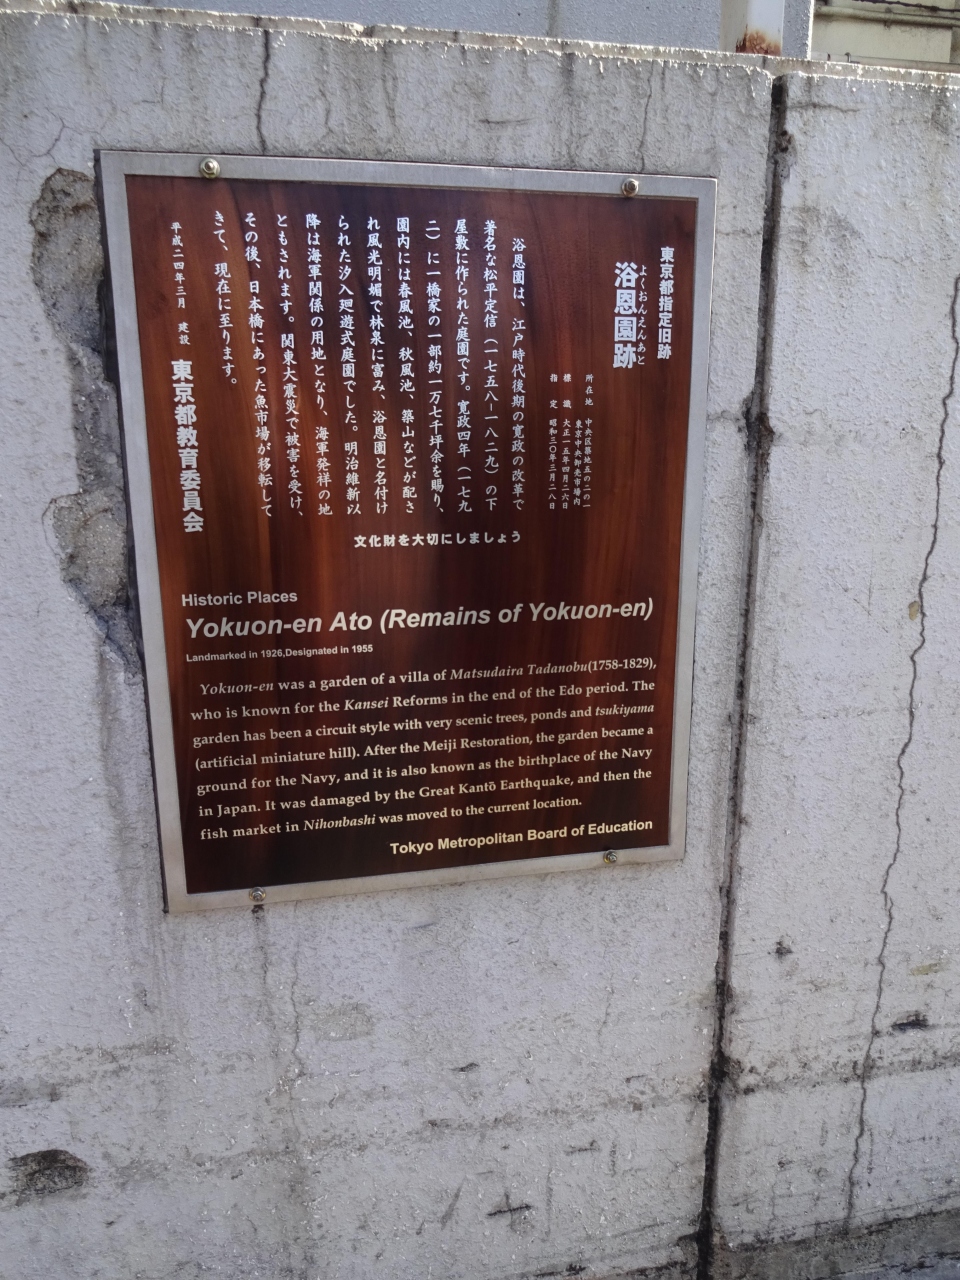 東京都指定旧跡
よくおんえんあと
浴恩園跡
所在地 中央区築地五の二の一
東京中央卸売市場内
標識 大正一五年四月二六日
指定 昭和三〇年三月二八日
浴恩園は、江戸時代後期の寛政の改革で
著名な松平定信（一七五八－一八二九）の下
屋敷に作られた庭園です。寛政四年（一七九
二）に一橋家の一部約一万七千坪余を賜り、
園内には春風池、秋風池、築山などが配さ
れ風光明媚で林泉に富み、浴恩園と名付け
られた汐入廻遊式庭園でした。明治維新以
降は海軍関係の用地となり、海軍発祥の地
ともされます。関東大震災で被害を受け、
その後、日本橋にあった魚市場が移転して
きて、現在に至ります。
平成二四年三月 建設
東京都教育委員会
文化財を大切にしましょう
Historic Places
Yokuon-en Ato (Remains of Yokuon-en)
Landmarked in 1926,Designated in 1955
Yokuon-en was a garden of a villa of Matsudaira Tadanobu(1758-1829),
who is known for the Kansei Reforms in the end of the Edo period. The
garden has been a circuit style with very scenic trees, ponds and tsukiyama
(artificial miniature hill). After the Meiji Restoration, the garden became a
ground for the Navy, and it is also known as the birthplace of the Navy
in Japan. It was damaged by the Great Kantō Earthquake, and then the
fish market in Nihonbashi was moved to the current location.
Tokyo Metropolitan Board of Education